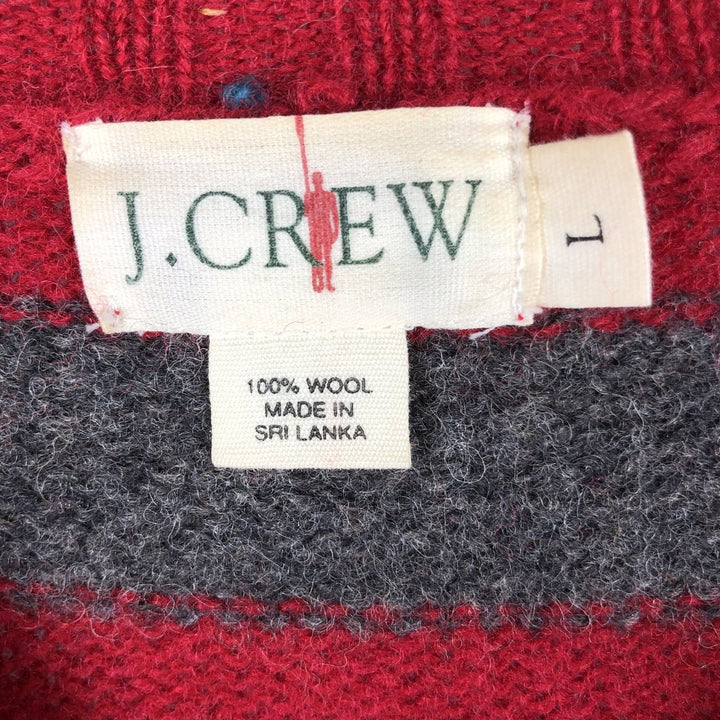 J.CREW
L
100% WOOL
MADE IN
SRI LANKA